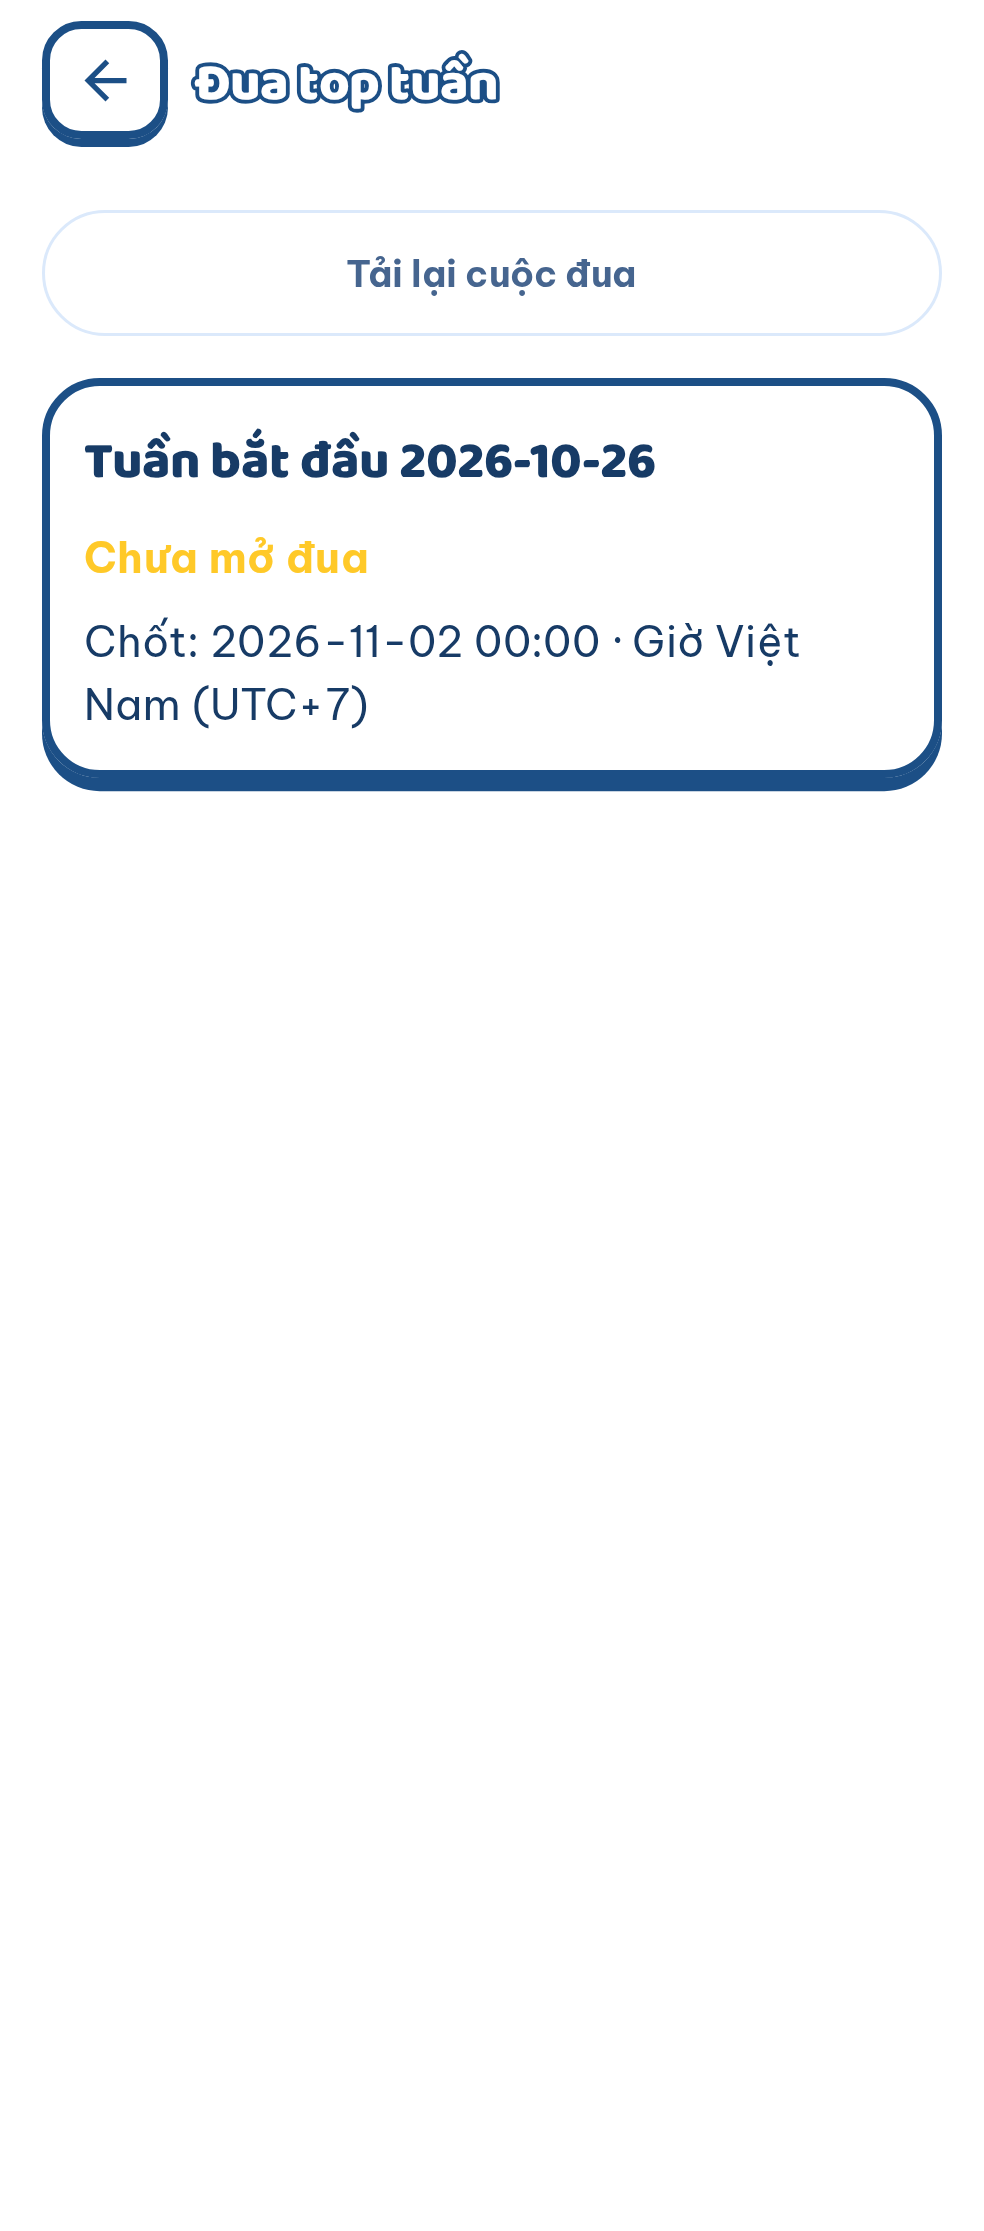 Đua top tuần
Tải lại cuộc đua
Tuần bắt đầu 2026-10-26
Chưa mở đua
Chốt: 2026-11-02 00:00 · Giờ Việt
Nam (UTC+7)